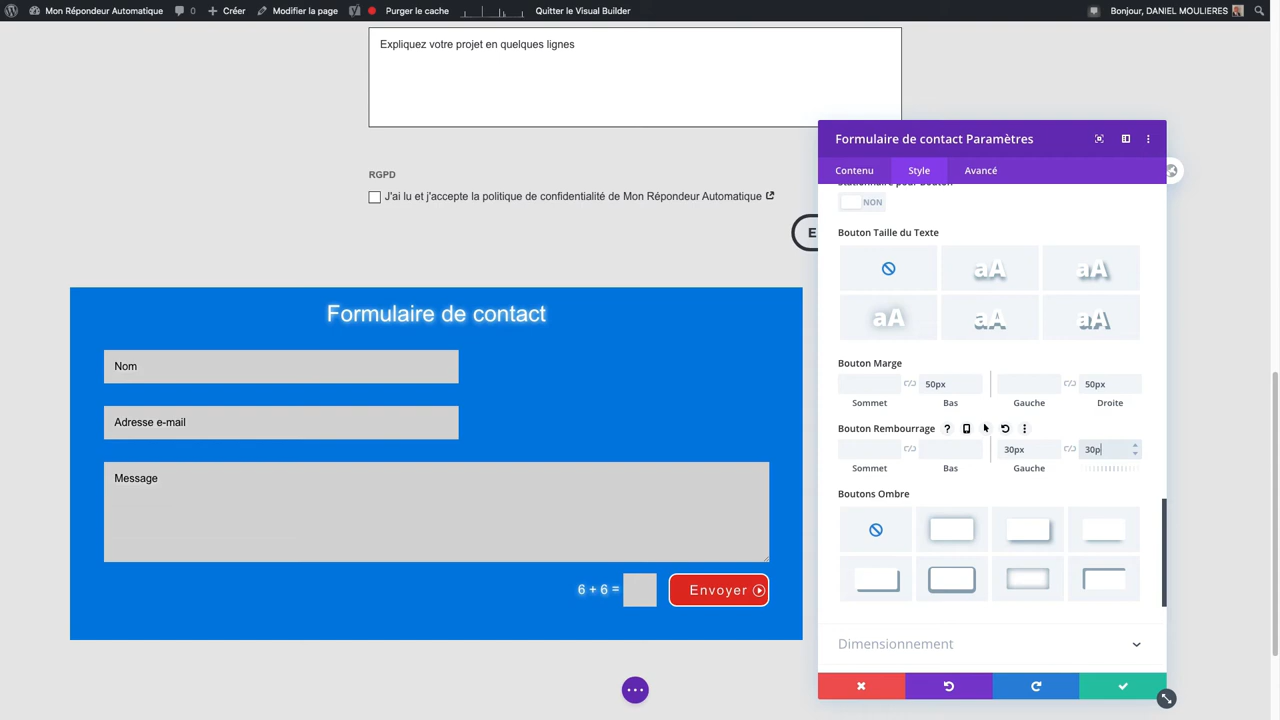 Mon Répondeur Automatique 0 Créer Modifier la page Purger le cache Quitter le Visual Builder Bonjour, DANIEL MOULIERES
Expliquez votre projet en quelques lignes
RGPD
J'ai lu et j'accepte la politique de confidentialité de Mon Répondeur Automatique
E
Formulaire de contact
Nom
Adresse e-mail
Message
6 + 6 =
Envoyer
Formulaire de contact Paramètres
Contenu Style Avancé
Stationnaire pour Bouton
NON
Bouton Taille du Texte
aA aA
aA aA aA
Bouton Marge
50px 50px
Sommet Bas Gauche Droite
Bouton Rembourrage ?
30px 30p
Sommet Bas Gauche
Boutons Ombre
Dimensionnement